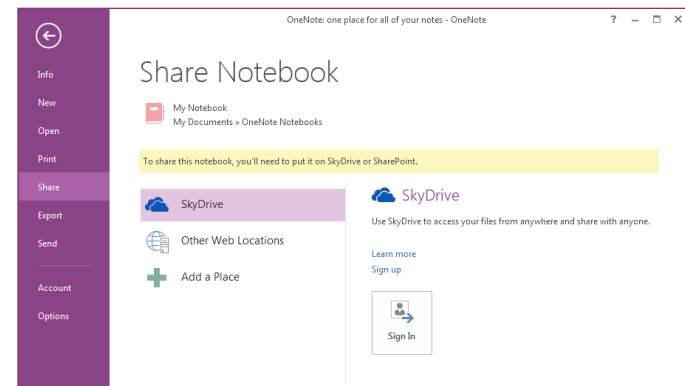 OneNote: one place for all of your notes - OneNote
Info
New
Open
Print
Share
Export
Send
Account
Options
Share Notebook
My Notebook
My Documents » OneNote Notebooks
To share this notebook, you'll need to put it on SkyDrive or SharePoint.
SkyDrive
Other Web Locations
Add a Place
SkyDrive
Use SkyDrive to access your files from anywhere and share with anyone.
Learn more
Sign up
Sign In